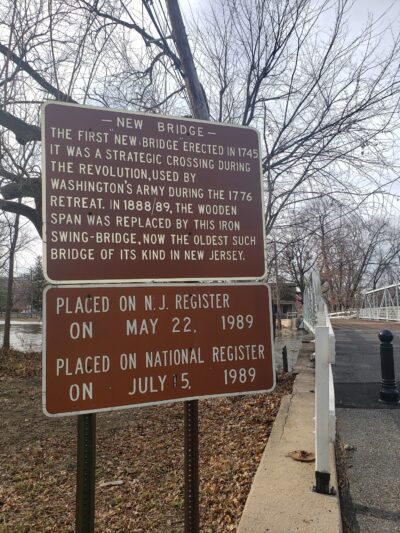 — NEW BRIDGE —
THE FIRST "NEW-BRIDGE" ERECTED IN 1745
IT WAS A STRATEGIC CROSSING DURING
THE REVOLUTION, USED BY
WASHINGTON'S ARMY DURING THE 1776
RETREAT. IN 1888/89, THE WOODEN
SPAN WAS REPLACED BY THIS IRON
SWING-BRIDGE, NOW THE OLDEST SUCH
BRIDGE OF ITS KIND IN NEW JERSEY.
PLACED ON N.J. REGISTER
ON MAY 22, 1989
PLACED ON NATIONAL REGISTER
ON JULY 5, 1989